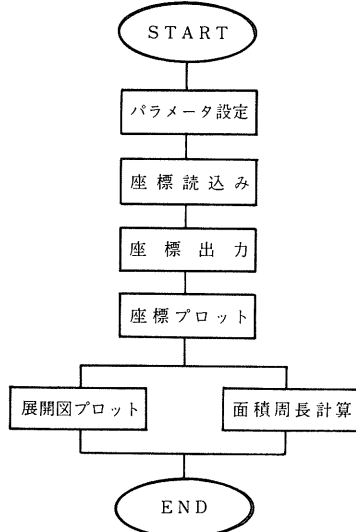 START
パラメータ設定
座標読込み
座標出力
座標プロット
展開図プロット
面積周長計算
END